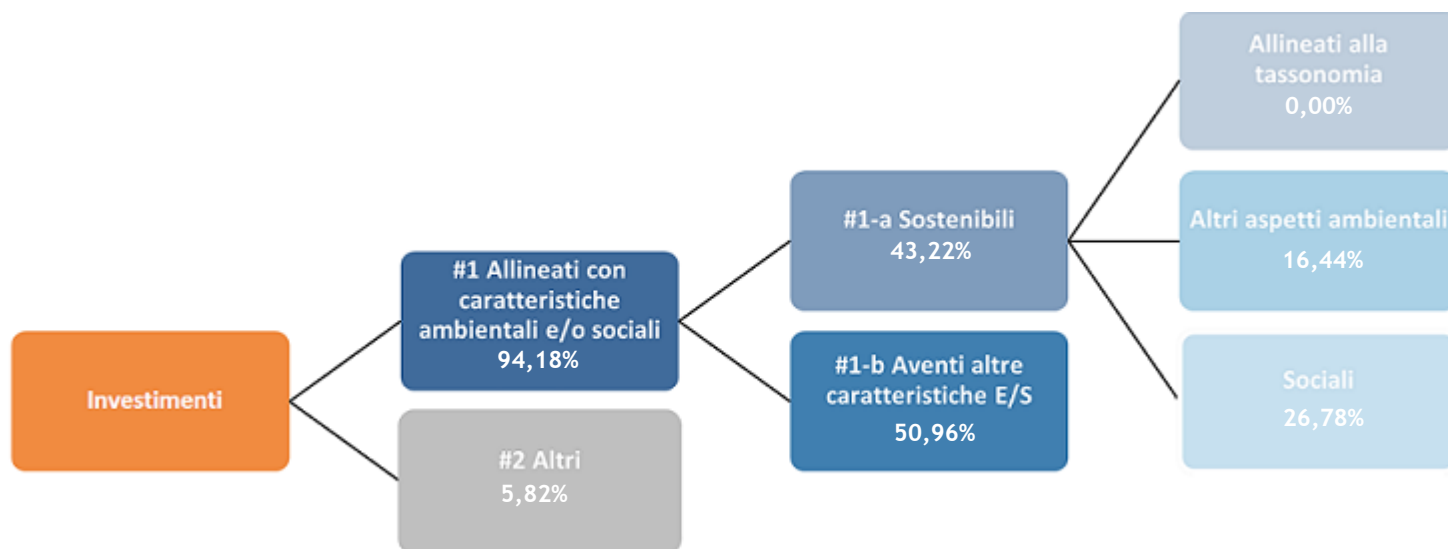 Investimenti
#1 Allineati con
caratteristiche
ambientali e/o sociali
94,18%
#2 Altri
5,82%
#1-a Sostenibili
43,22%
#1-b Aventi altre
caratteristiche E/S
50,96%
Allineati alla
tassonomia
0,00%
Altri aspetti ambientali
16,44%
Sociali
26,78%